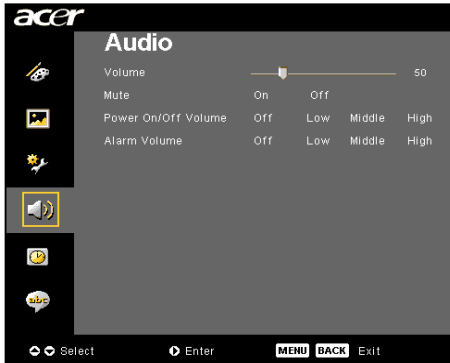 acer
Audio
Volume 50
Mute On Off
Power On/Off Volume Off Low Middle High
Alarm Volume Off Low Middle High
abc
Select Enter MENU BACK Exit